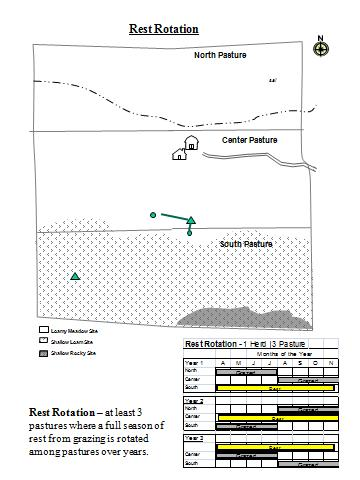 Rest Rotation
N
North Pasture
Center Pasture
South Pasture
Loamy Meadow Site
Shallow Loam Site
Shallow Rocky Site
Rest Rotation - 1 Herd |3 Pasture
Months of the Year
Year 1 A M J J A S O N
North Grazed
Center Grazed
South Rest
Year 2
North Grazed
Center Rest
South Grazed
Year 3
North Rest
Center Grazed
South Grazed
Rest Rotation – at least 3
pastures where a full season of
rest from grazing is rotated
among pastures over years.